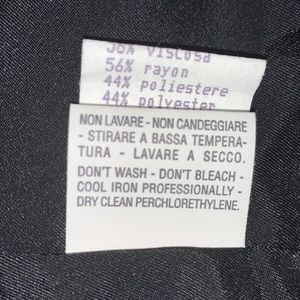 56% viscosa
56% rayon
44% poliestere
44% polyester
NON LAVARE - NON CANDEGGIARE
- STIRARE A BASSA TEMPERA-
TURA - LAVARE A SECCO.
DON'T WASH - DON'T BLEACH -
COOL IRON PROFESSIONALLY -
DRY CLEAN PERCHLORETHYLENE.